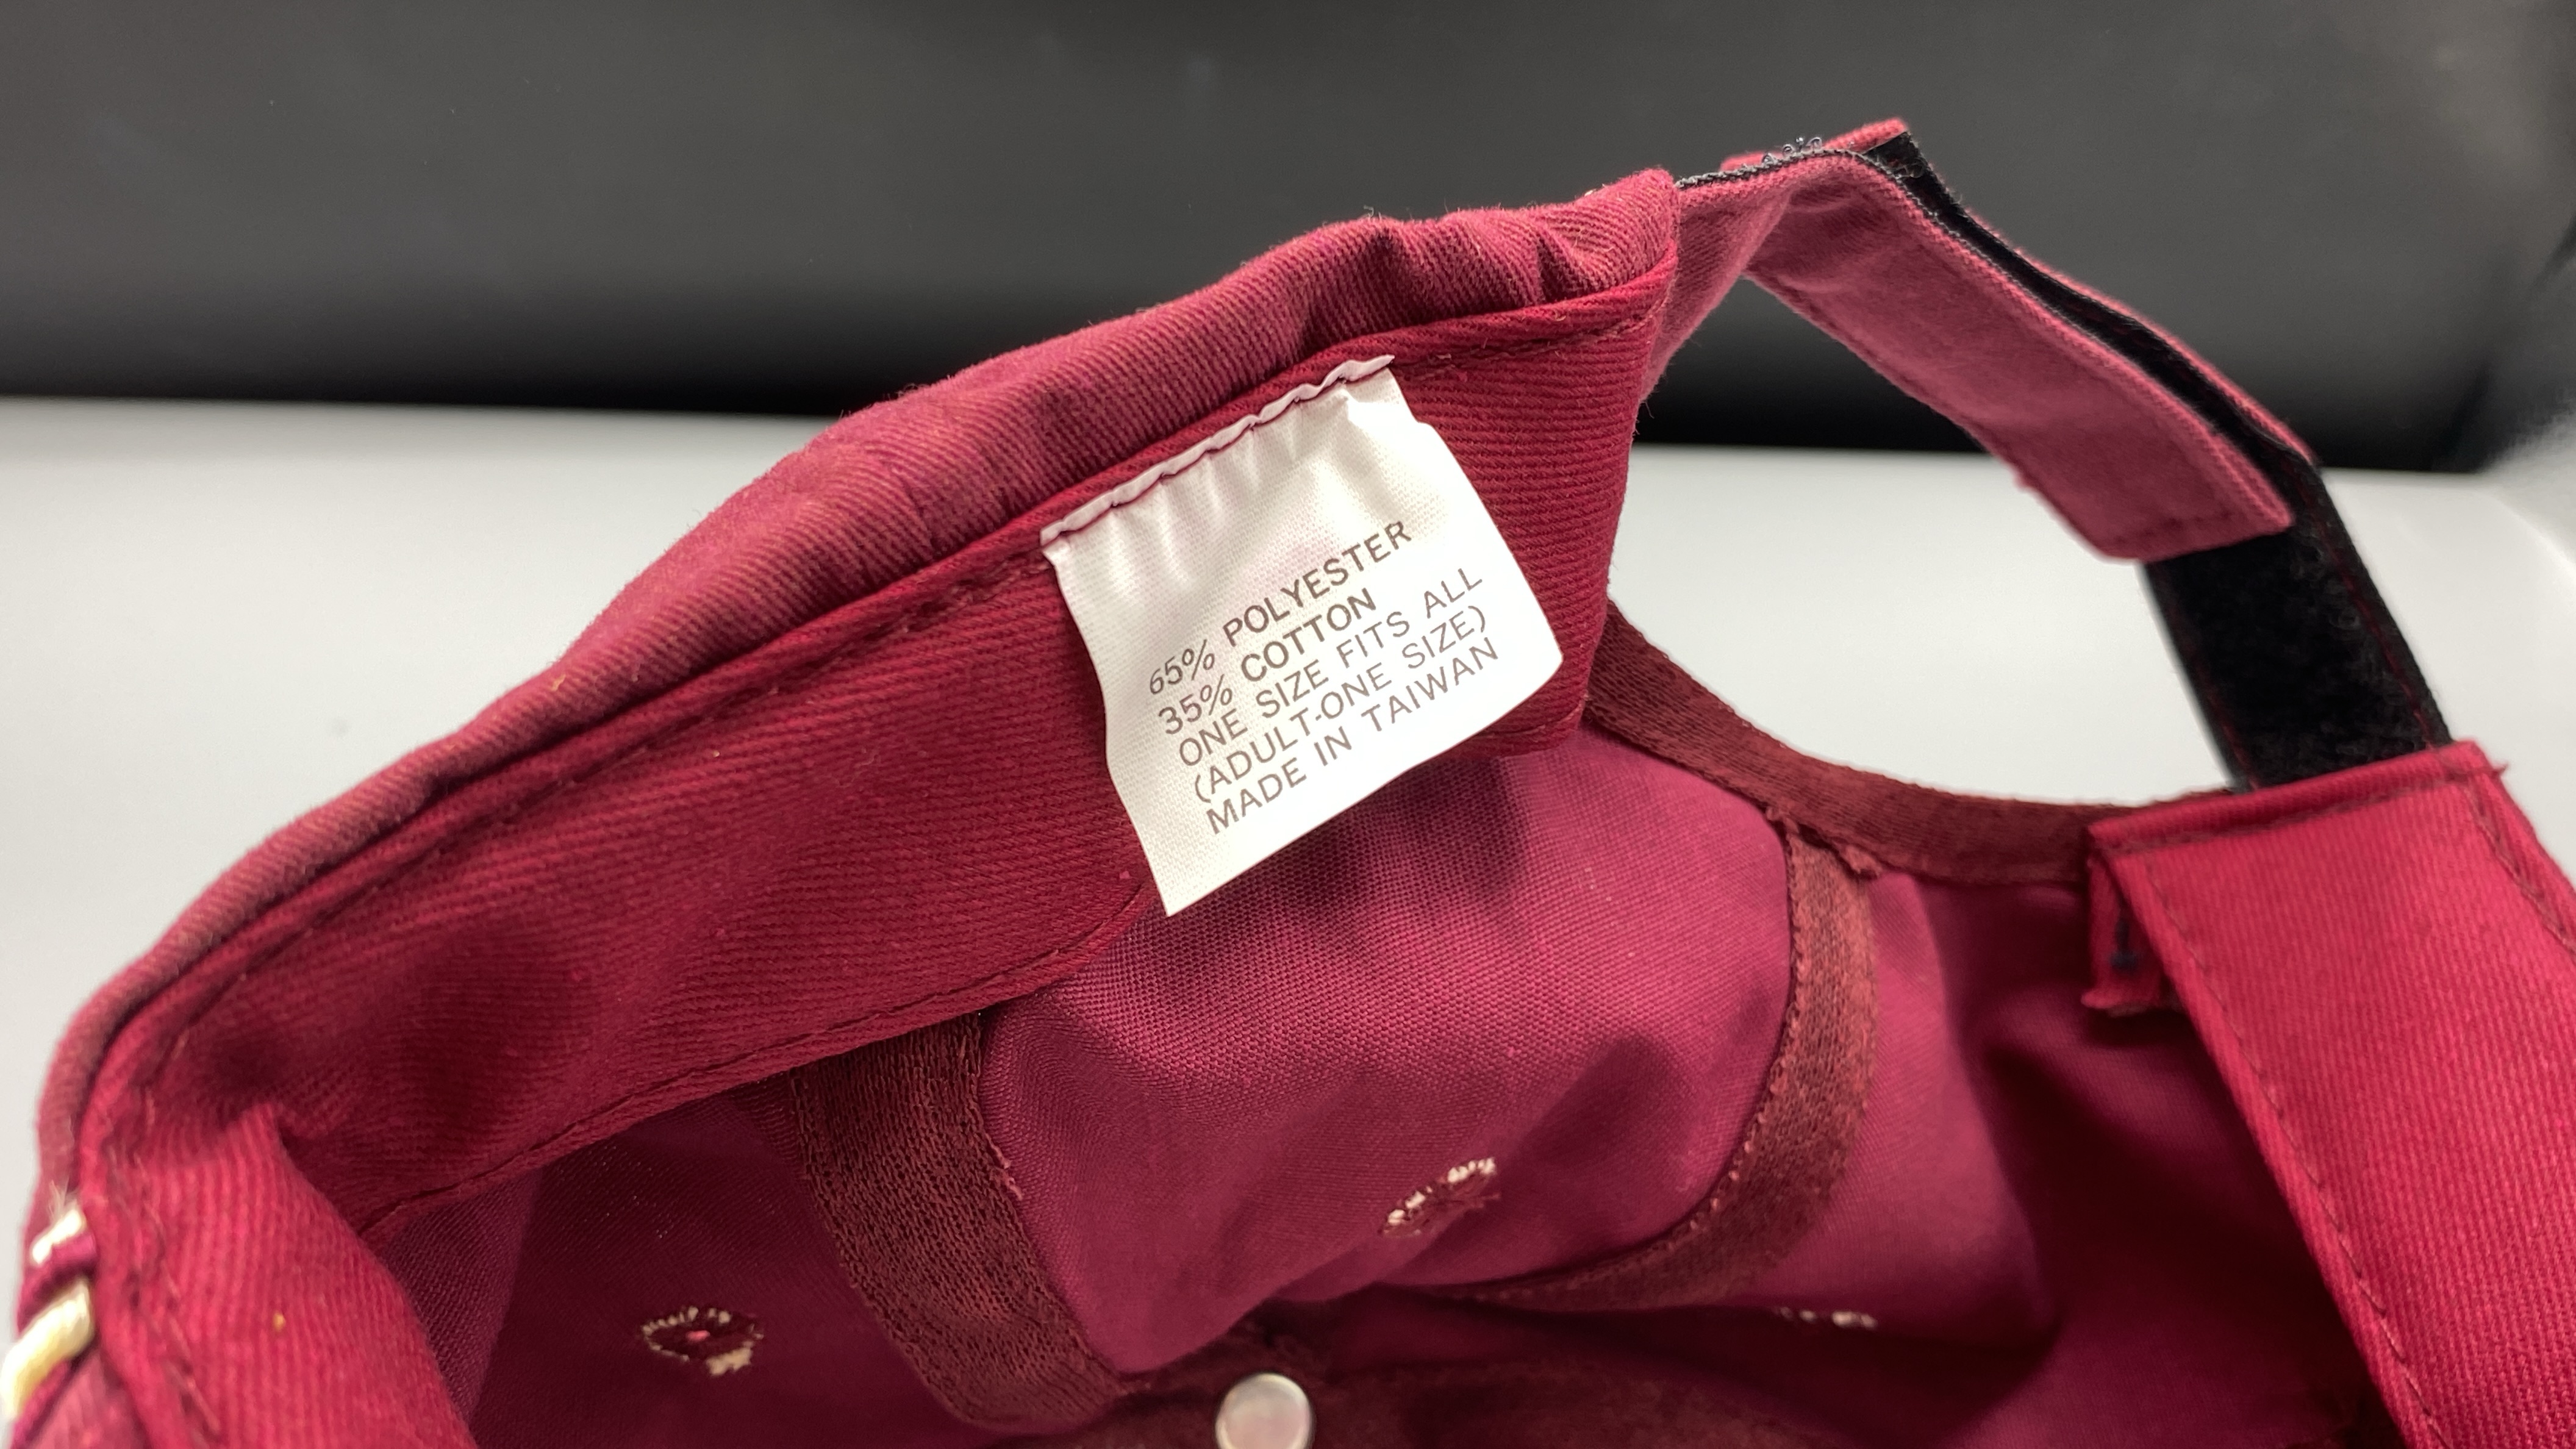 65% POLYESTER
35% COTTON
ONE SIZE FITS ALL
(ADULT-ONE SIZE)
MADE IN TAIWAN